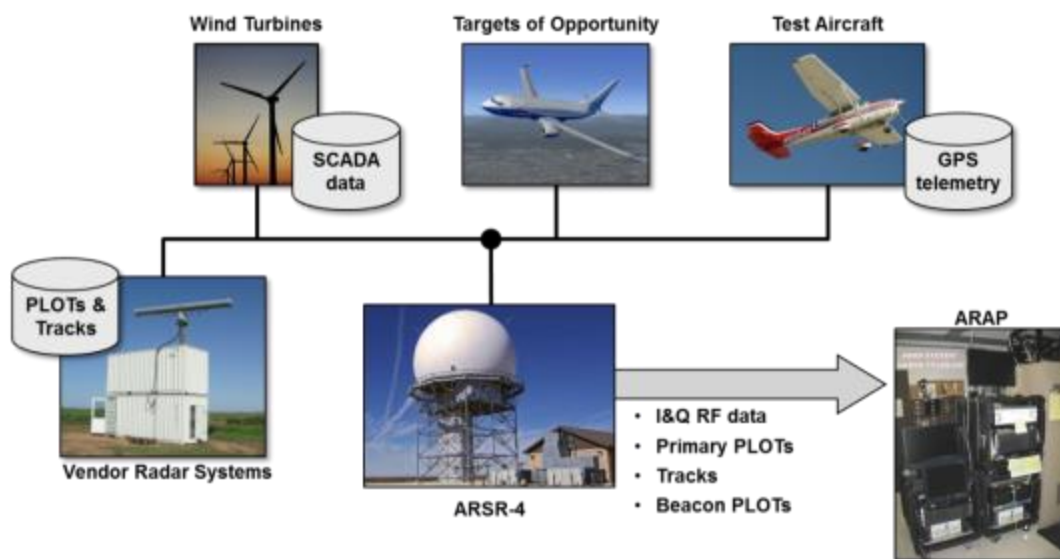 Wind Turbines
Targets of Opportunity
Test Aircraft
SCADA
data
GPS
telemetry
PLOTs &
Tracks
Vendor Radar Systems
ARSR-4
• I&Q RF data
• Primary PLOTs
• Tracks
• Beacon PLOTs
ARAP